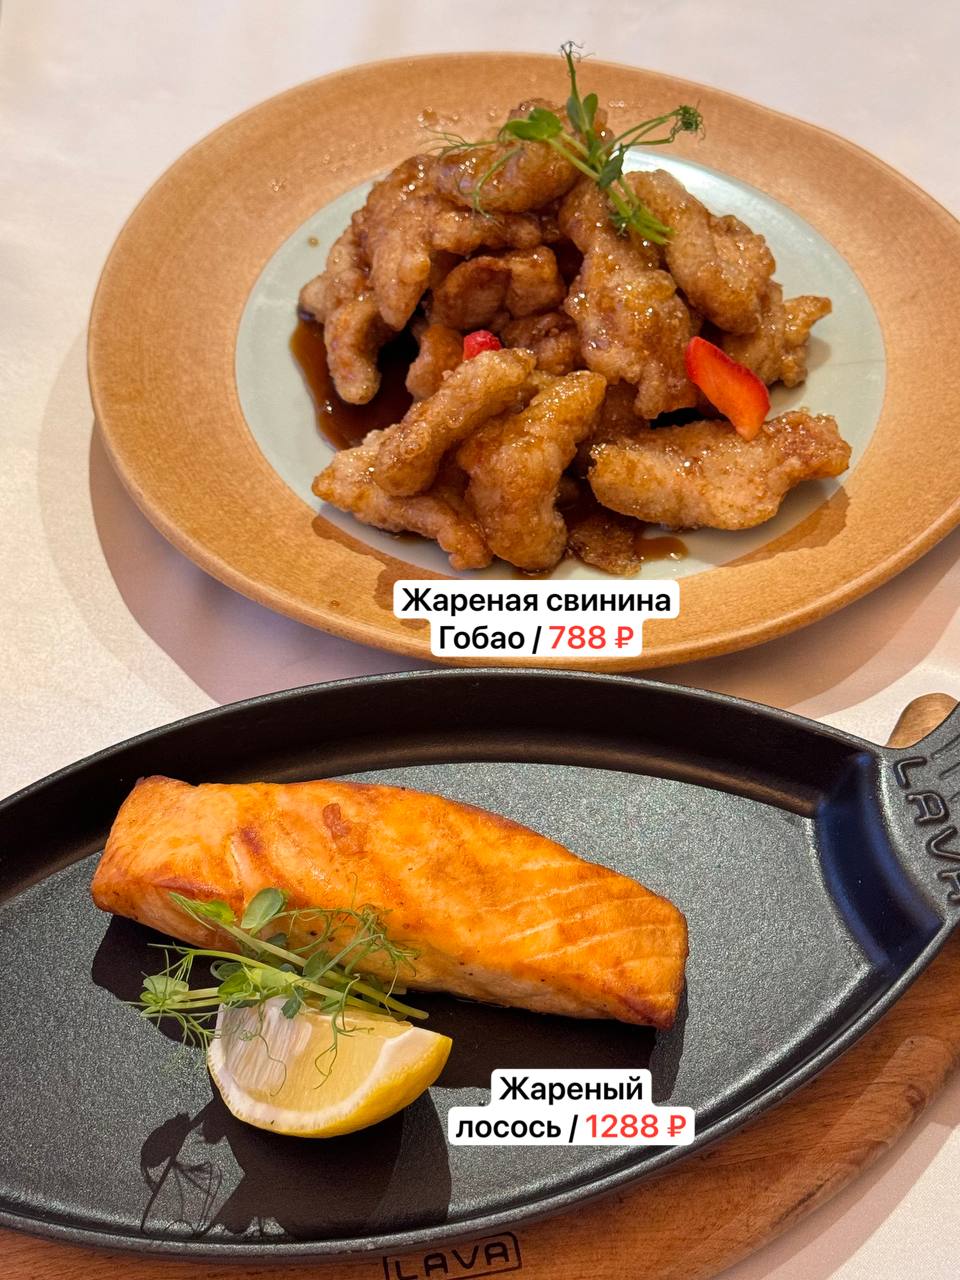 Жареная свинина
Гобао / 788 ₽
LAVA
Жареный
лосось / 1288 ₽
LAVA